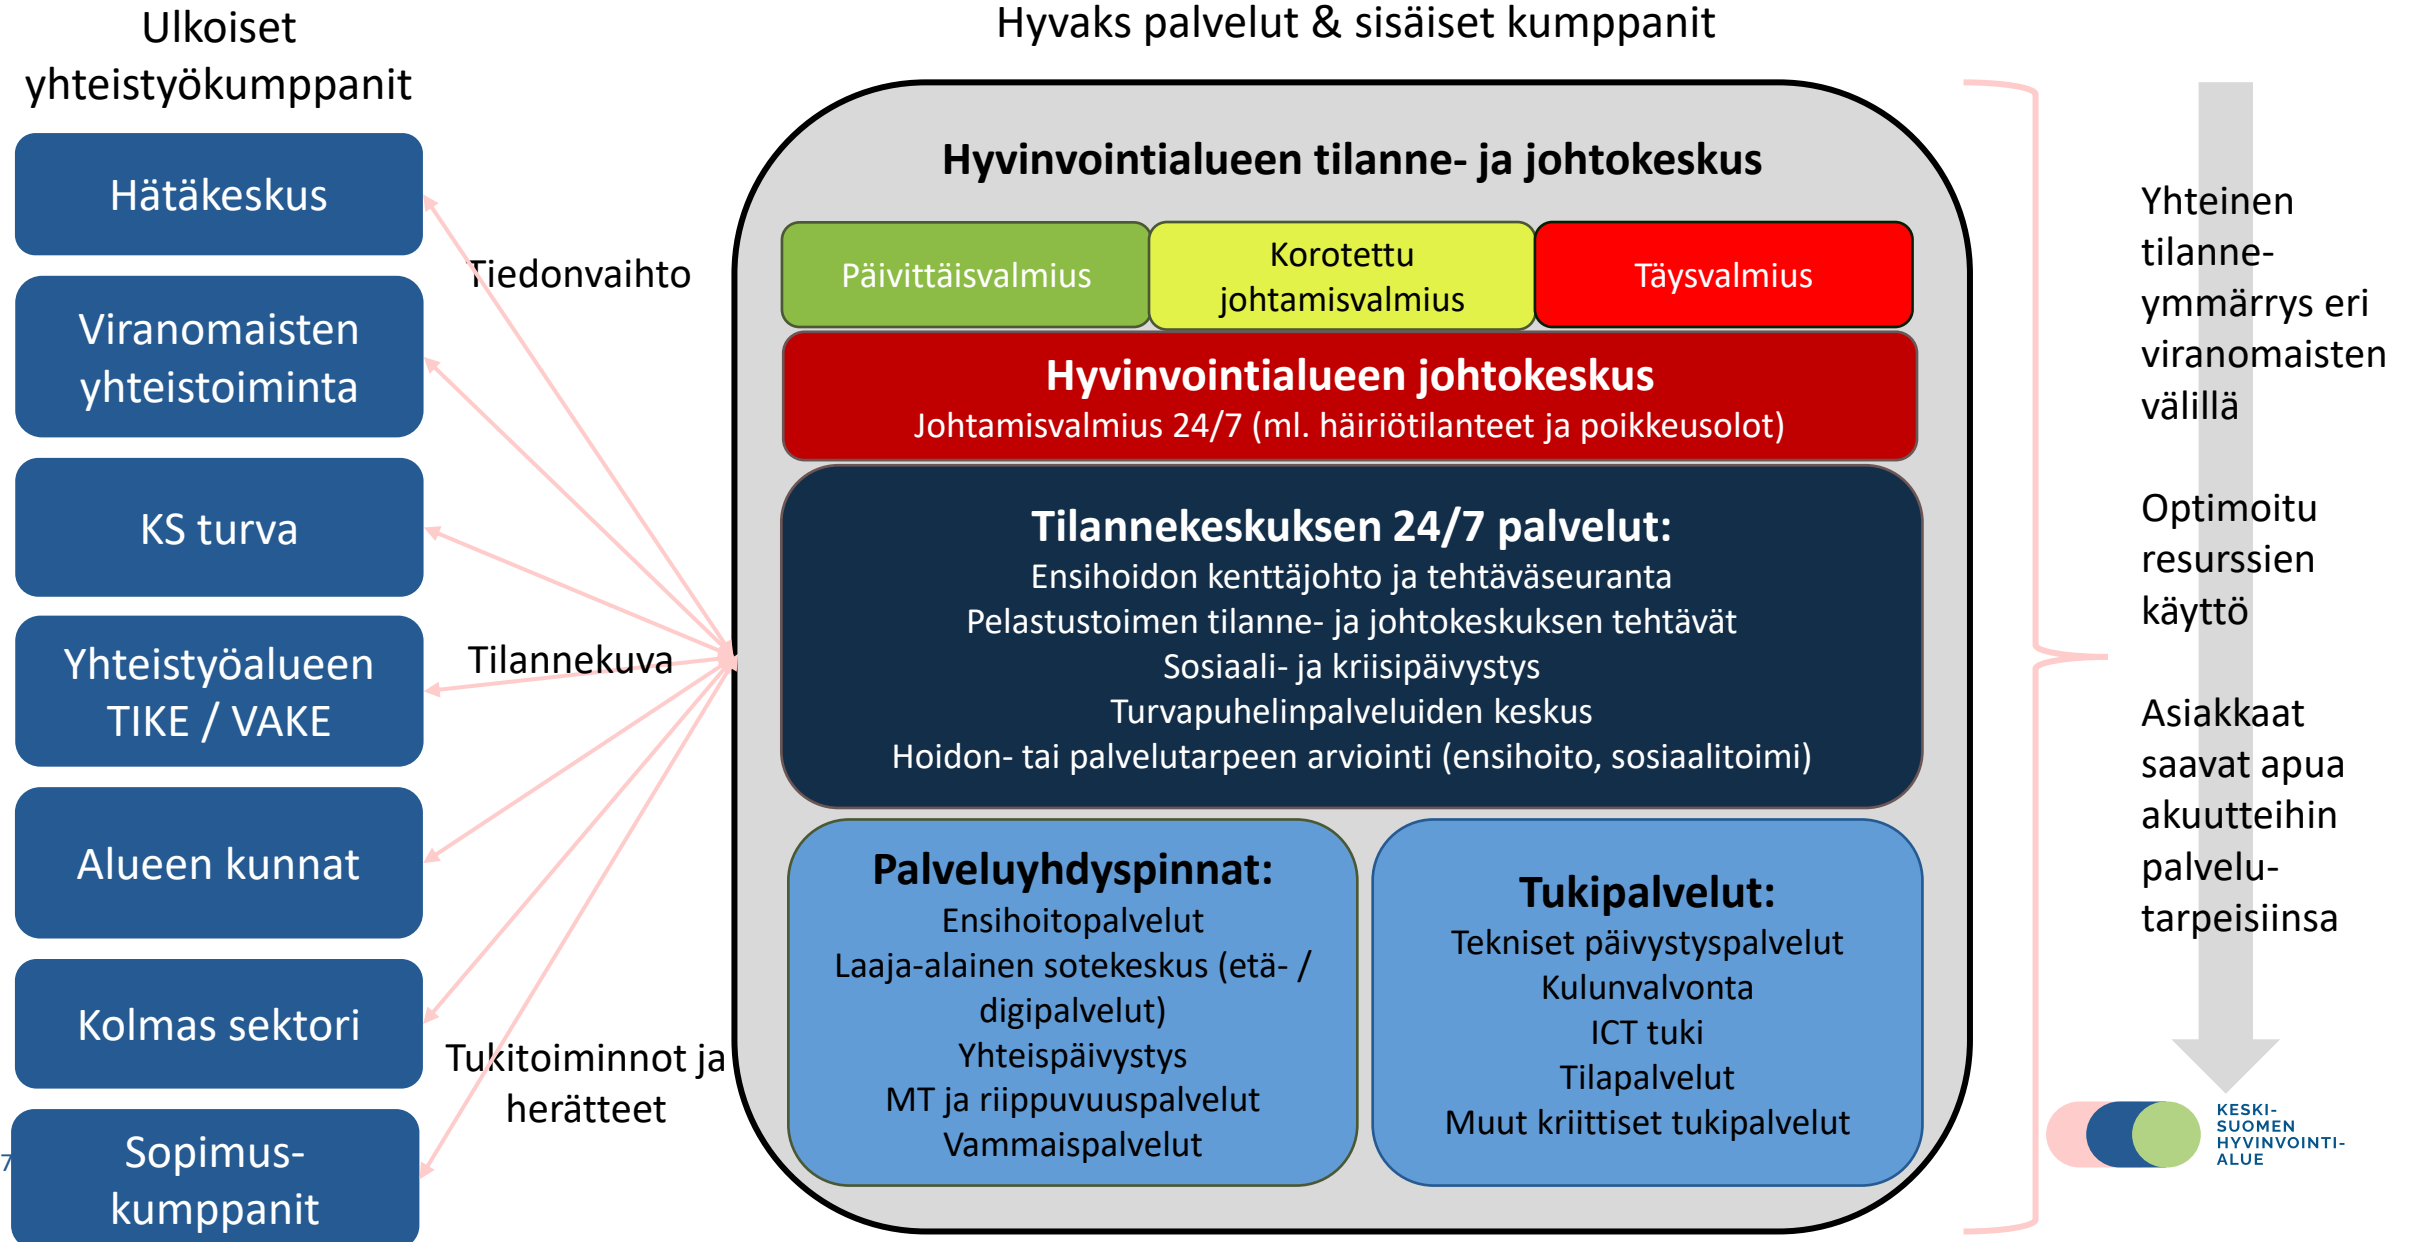 Ulkoiset
yhteistyökumppanit
Hätäkeskus
Viranomaisten
yhteistoiminta
KS turva
Yhteistyöalueen
TIKE / VAKE
Alueen kunnat
Kolmas sektori
Sopimus-
kumppanit
7
Tiedonvaihto
Tilannekuva
Tukitoiminnot ja
herätteet
Hyvaks palvelut & sisäiset kumppanit
Hyvinvointialueen tilanne- ja johtokeskus
Päivittäisvalmius
Korotettu
johtamisvalmius
Täysvalmius
Hyvinvointialueen johtokeskus
Johtamisvalmius 24/7 (ml. häiriötilanteet ja poikkeusolot)
Tilannekeskuksen 24/7 palvelut:
Ensihoidon kenttäjohto ja tehtäväseuranta
Pelastustoimen tilanne- ja johtokeskuksen tehtävät
Sosiaali- ja kriisipäivystys
Turvapuhelinpalveluiden keskus
Hoidon- tai palvelutarpeen arviointi (ensihoito, sosiaalitoimi)
Palveluyhdyspinnat:
Ensihoitopalvelut
Laaja-alainen sotekeskus (etä- /
digipalvelut)
Yhteispäivystys
MT ja riippuvuuspalvelut
Vammaispalvelut
Tukipalvelut:
Tekniset päivystyspalvelut
Kulunvalvonta
ICT tuki
Tilapalvelut
Muut kriittiset tukipalvelut
Yhteinen
tilanne-
ymmärrys eri
viranomaisten
välillä
Optimoitu
resurssien
käyttö
Asiakkaat
saavat apua
akuutteihin
palvelu-
tarpeisiinsa
KESKI-
SUOMEN
HYVINVOINTI-
ALUE